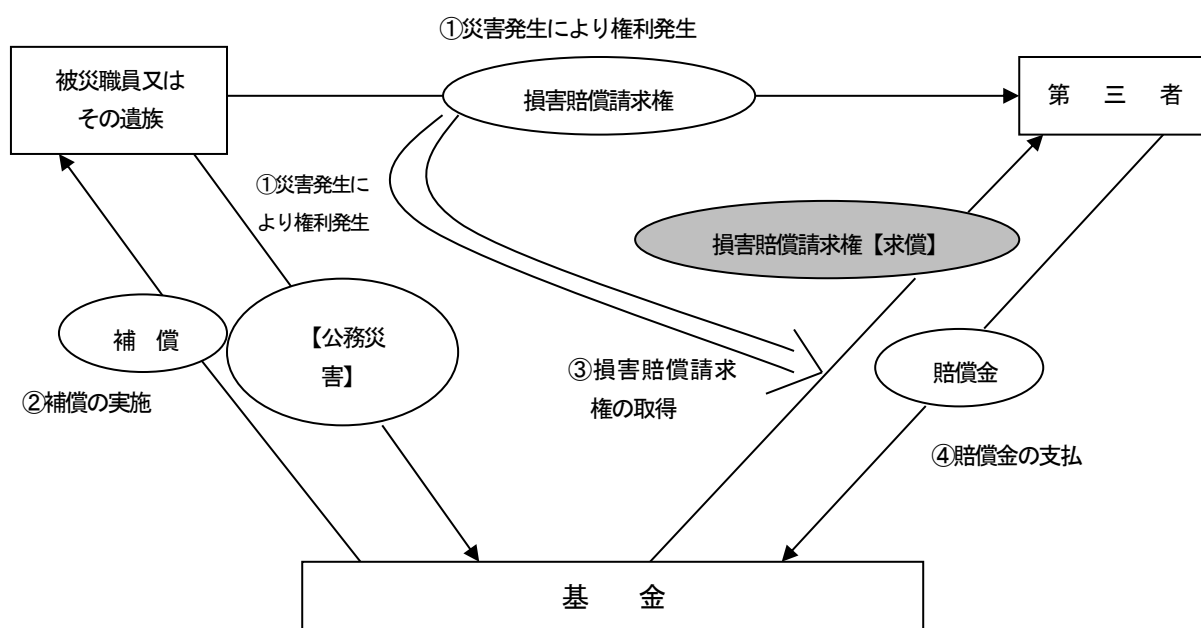 ①災害発生により権利発生
被災職員又は
その遺族
損害賠償請求権
第 三 者
①災害発生に
より権利発生
損害賠償請求権【求償】
補 償
【公務災
害】
③損害賠償請求
権の取得
賠償金
②補償の実施
④賠償金の支払
基 金